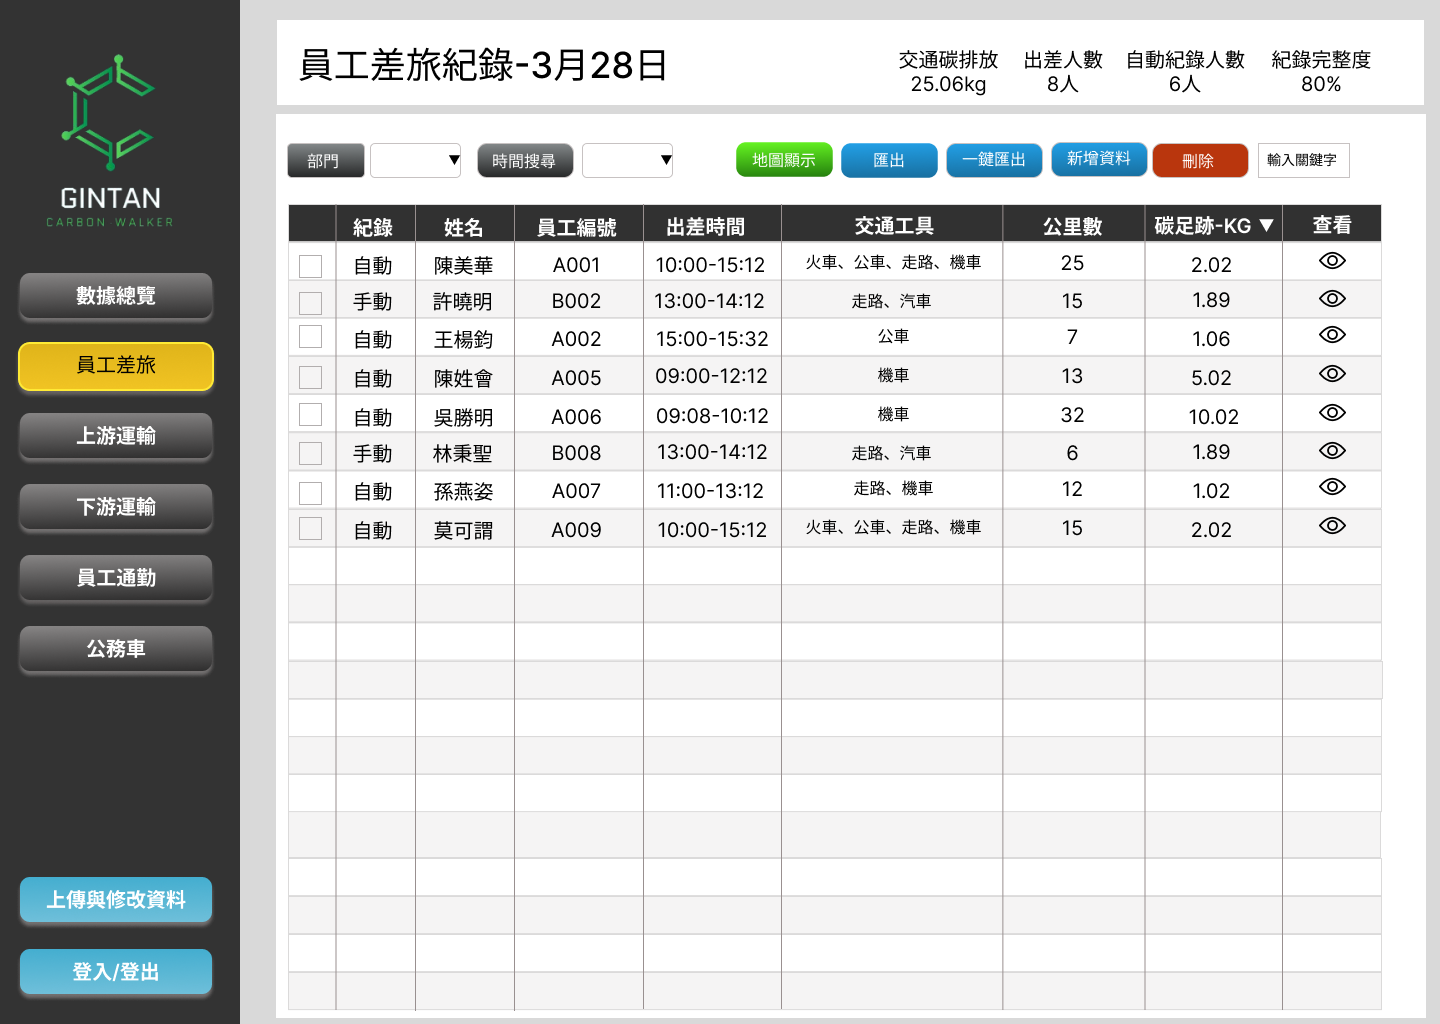 GINTAN
CARBON-WALKER
數據總覽
員工差旅
上游運輸
下游運輸
員工通勤
公務車
上傳與修改資料
登入/登出
員工差旅紀錄-3月28日
交通碳排放 出差人數 自動紀錄人數 紀錄完整度
25.06kg 8人 6人 80%
部門 ▼ 時間搜尋 ▼ 地圖顯示 匯出 一鍵匯出 新增資料 刪除 輸入關鍵字
紀錄 姓名 員工編號 出差時間 交通工具 公里數 碳足跡-KG ▼ 查看
自動 陳美華 A001 10:00-15:12 火車、公車、走路、機車 25 2.02
手動 許曉明 B002 13:00-14:12 走路、汽車 15 1.89
自動 王楊鈞 A002 15:00-15:32 公車 7 1.06
自動 陳姓會 A005 09:00-12:12 機車 13 5.02
自動 吳勝明 A006 09:08-10:12 機車 32 10.02
手動 林秉聖 B008 13:00-14:12 走路、汽車 6 1.89
自動 孫燕姿 A007 11:00-13:12 走路、機車 12 1.02
自動 莫可謂 A009 10:00-15:12 火車、公車、走路、機車 15 2.02